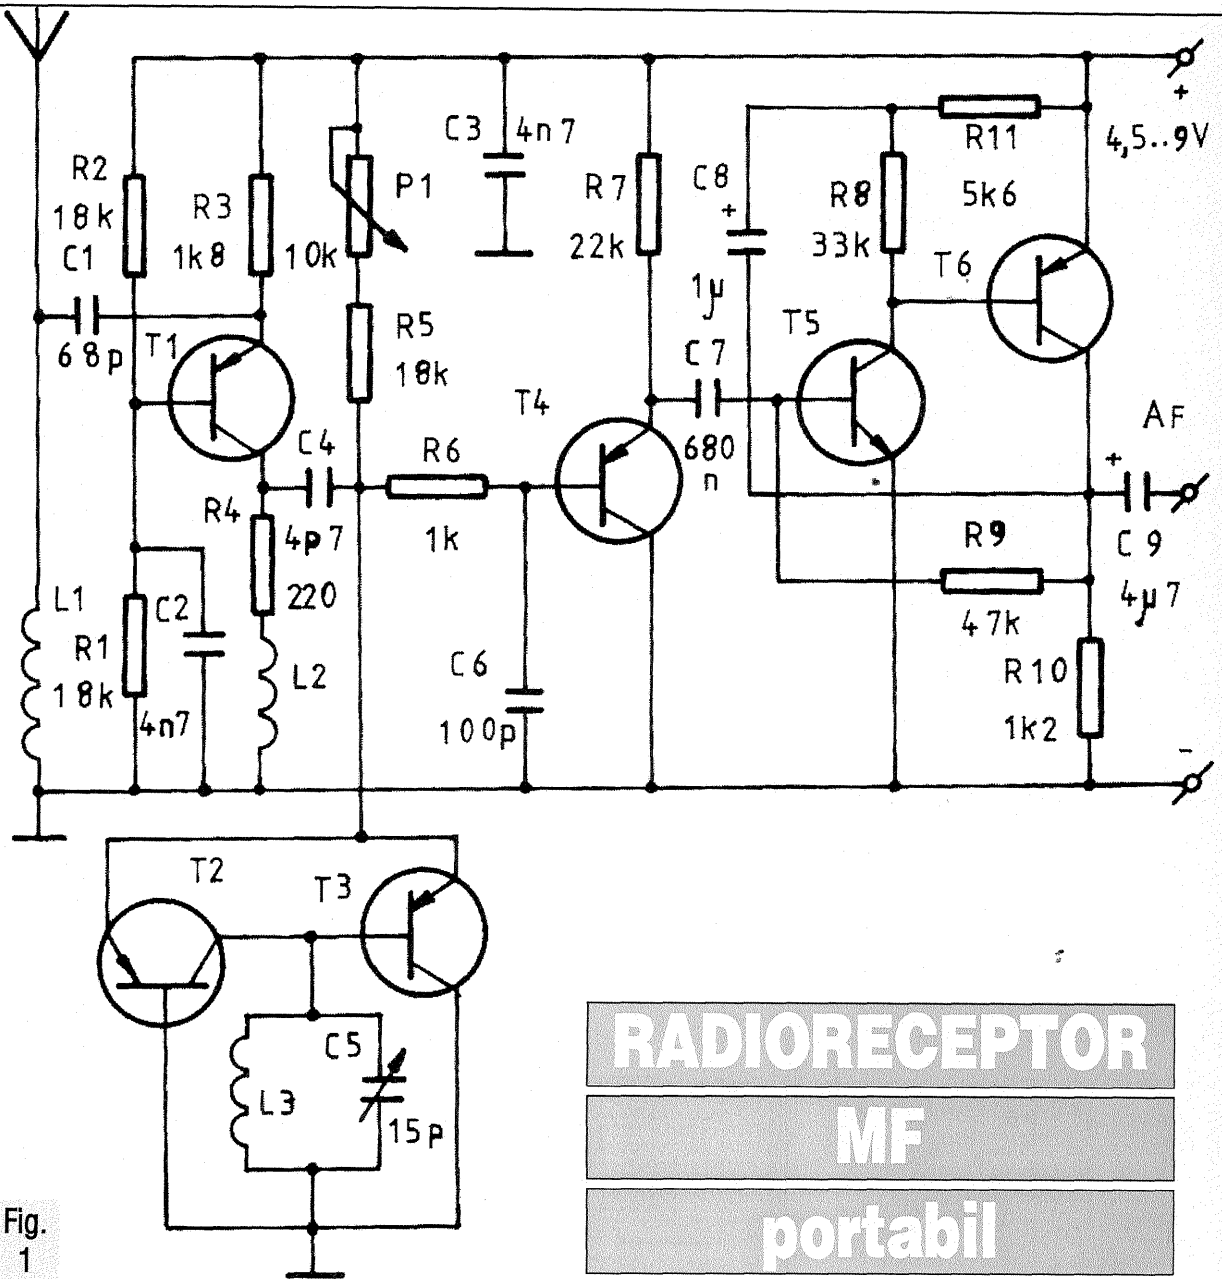 R2
18k
C1
68p
R3
1k8
T1
10k
P1
R5
18k
C3
4n7
R7
22k
C8
+
1µ
R8
33k
R11
5k6
+
4,5..9V
T6
T5
C7
680
n
T4
C4
4p7
R6
1k
R4
220
L1
R1
18k
C2
4n7
L2
C6
100p
R9
47k
AF
+
C9
4µ7
R10
1k2
-
T2
T3
C5
15p
L3
Fig.
1
RADIORECEPTOR
MF
portabil